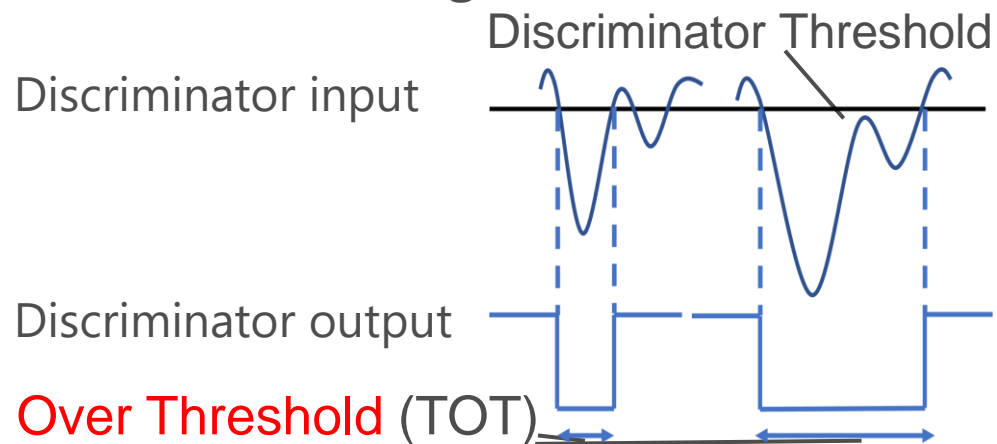 Discriminator Threshold
Discriminator input
Discriminator output
Over Threshold (TOT)